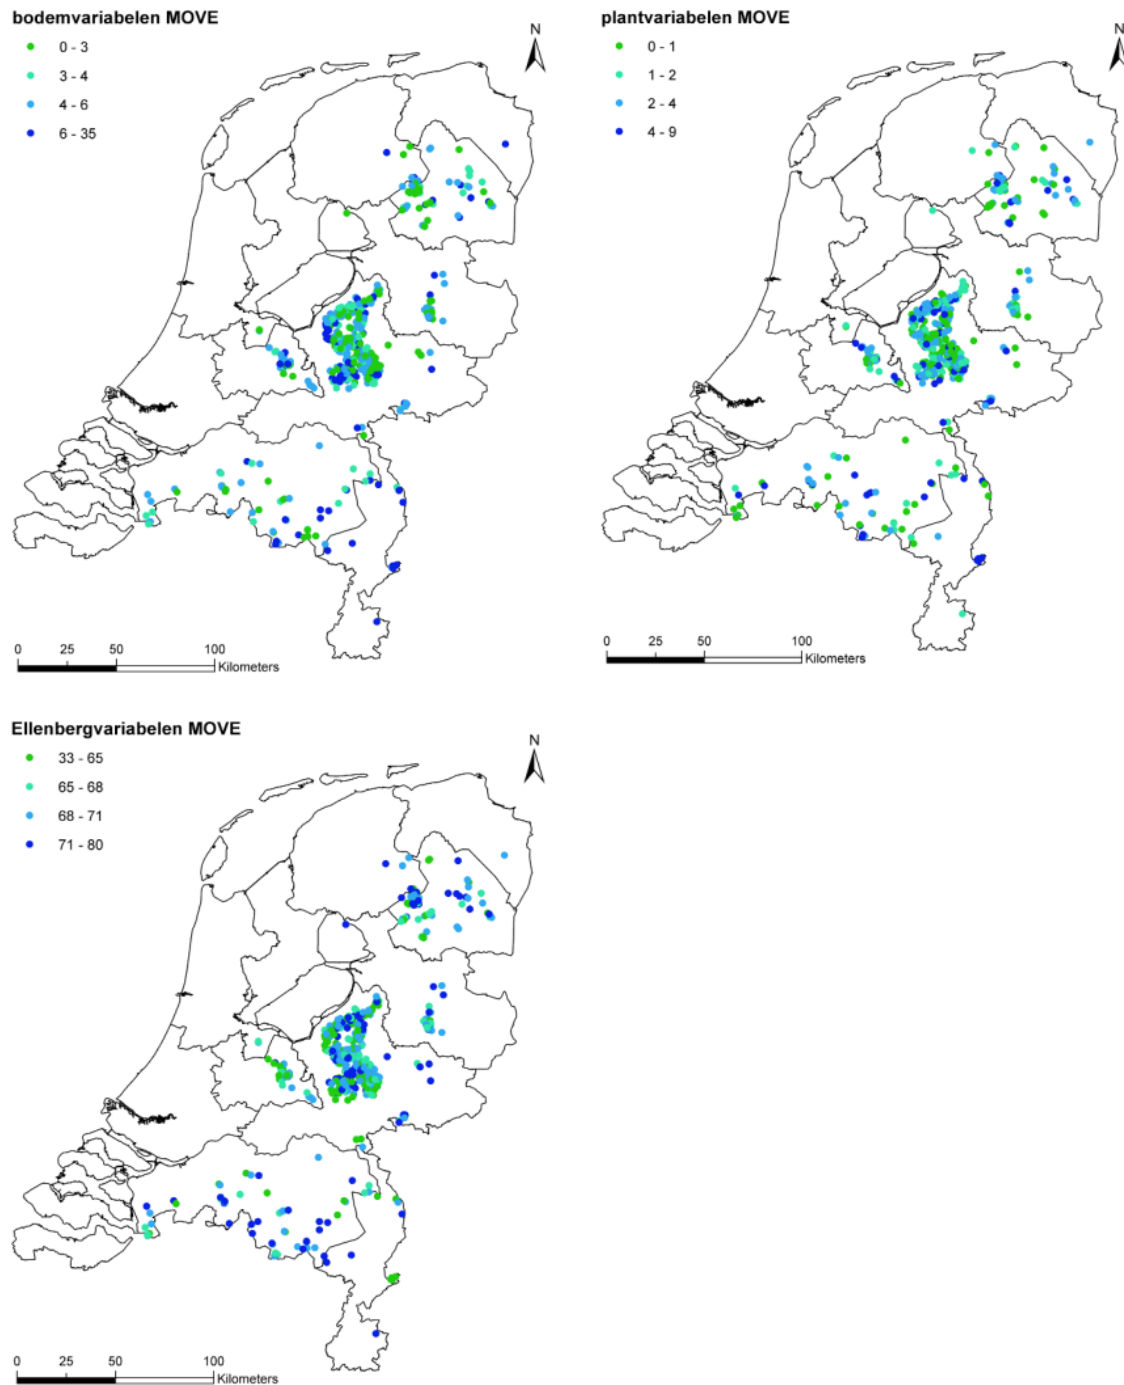 bodemvariabelen MOVE
0 - 3
3 - 4
4 - 6
6 - 35
N
0 25 50 100
Kilometers
plantvariabelen MOVE
0 - 1
1 - 2
2 - 4
4 - 9
N
0 25 50 100
Kilometers
Ellenbergvariabelen MOVE
33 - 65
65 - 68
68 - 71
71 - 80
N
0 25 50 100
Kilometers